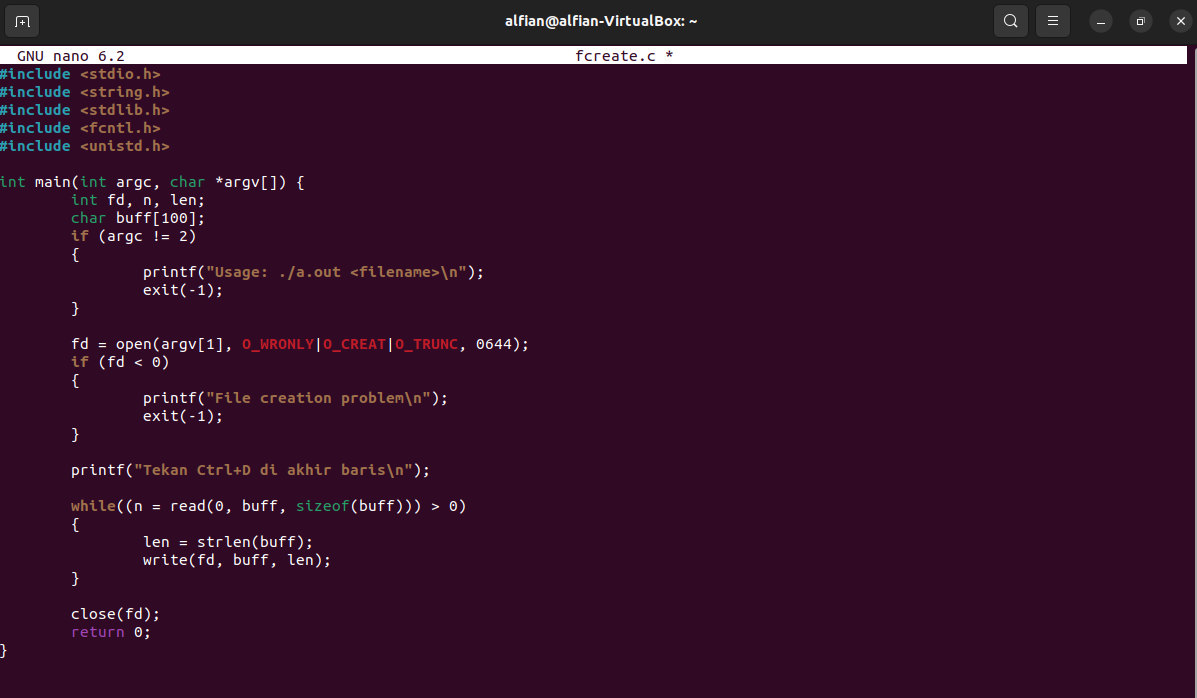 alfian@alfian-VirtualBox: ~
GNU nano 6.2 fcreate.c *
#include <stdio.h>
#include <string.h>
#include <stdlib.h>
#include <fcntl.h>
#include <unistd.h>
int main(int argc, char *argv[]) {
int fd, n, len;
char buff[100];
if (argc != 2)
{
printf("Usage: ./a.out <filename>\n");
exit(-1);
}
fd = open(argv[1], O_WRONLY|O_CREAT|O_TRUNC, 0644);
if (fd < 0)
{
printf("File creation problem\n");
exit(-1);
}
printf("Tekan Ctrl+D di akhir baris\n");
while((n = read(0, buff, sizeof(buff))) > 0)
{
len = strlen(buff);
write(fd, buff, len);
}
close(fd);
return 0;
}